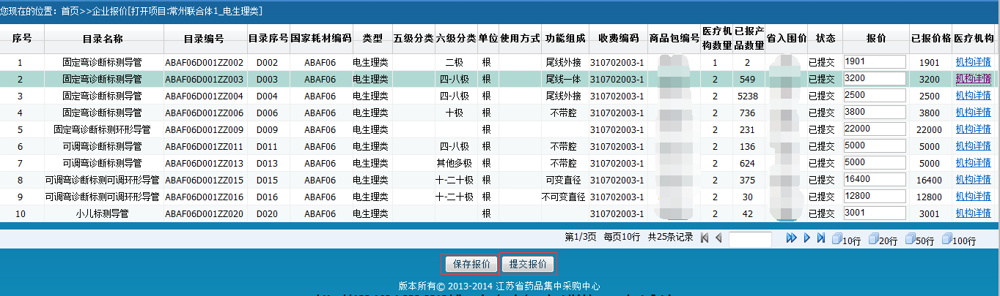 您现在的位置：首页>>企业报价[打开项目:常州联合体1_电生理类]
序号 目录名称 目录编号 目录序号 国家耗材编码 类型 五级分类 六级分类 单位 使用方式 功能组成 收费编码 商品包编号 医疗机构数量 已报产品数量 省入围价 状态 报价 已报价格 医疗机构
1 固定弯诊断标测导管 ABAF06D001ZZ002 D002 ABAF06 电生理类 二极 根 尾线外接 310702003-1 1 2 已提交 1901 1901 机构详情
2 固定弯诊断标测导管 ABAF06D001ZZ003 D003 ABAF06 电生理类 四-八极 根 尾线一体 310702003-1 2 549 已提交 3200 3200 机构详情
3 固定弯诊断标测导管 ABAF06D001ZZ004 D004 ABAF06 电生理类 四-八极 根 尾线外接 310702003-1 2 5238 已提交 2500 2500 机构详情
4 固定弯诊断标测导管 ABAF06D001ZZ006 D006 ABAF06 电生理类 十极 根 不带腔 310702003-1 2 736 已提交 3800 3800 机构详情
5 固定弯诊断标测环形导管 ABAF06D001ZZ009 D009 ABAF06 电生理类 根 310702003-1 2 231 已提交 22000 22000 机构详情
6 可调弯诊断标测导管 ABAF06D001ZZ011 D011 ABAF06 电生理类 四-八极 根 不带腔 310702003-1 2 136 已提交 5000 5000 机构详情
7 可调弯诊断标测导管 ABAF06D001ZZ013 D013 ABAF06 电生理类 其他多极 根 不带腔 310702003-1 2 624 已提交 5000 5000 机构详情
8 可调弯诊断标测可调环形导管 ABAF06D001ZZ015 D015 ABAF06 电生理类 十-二十极 根 可变直径 310702003-1 2 375 已提交 16400 16400 机构详情
9 可调弯诊断标测可调环形导管 ABAF06D001ZZ016 D016 ABAF06 电生理类 十-二十极 根 不可变直径 310702003-1 2 30 已提交 12800 12800 机构详情
10 小儿标测导管 ABAF06D001ZZ020 D020 ABAF06 电生理类 根 310702003-1 2 42 已提交 3001 3001 机构详情
第1/3页 每页10行 共25条记录 10行 20行 50行 100行
保存报价 提交报价
版本所有© 2013-2014 江苏省药品集中采购中心